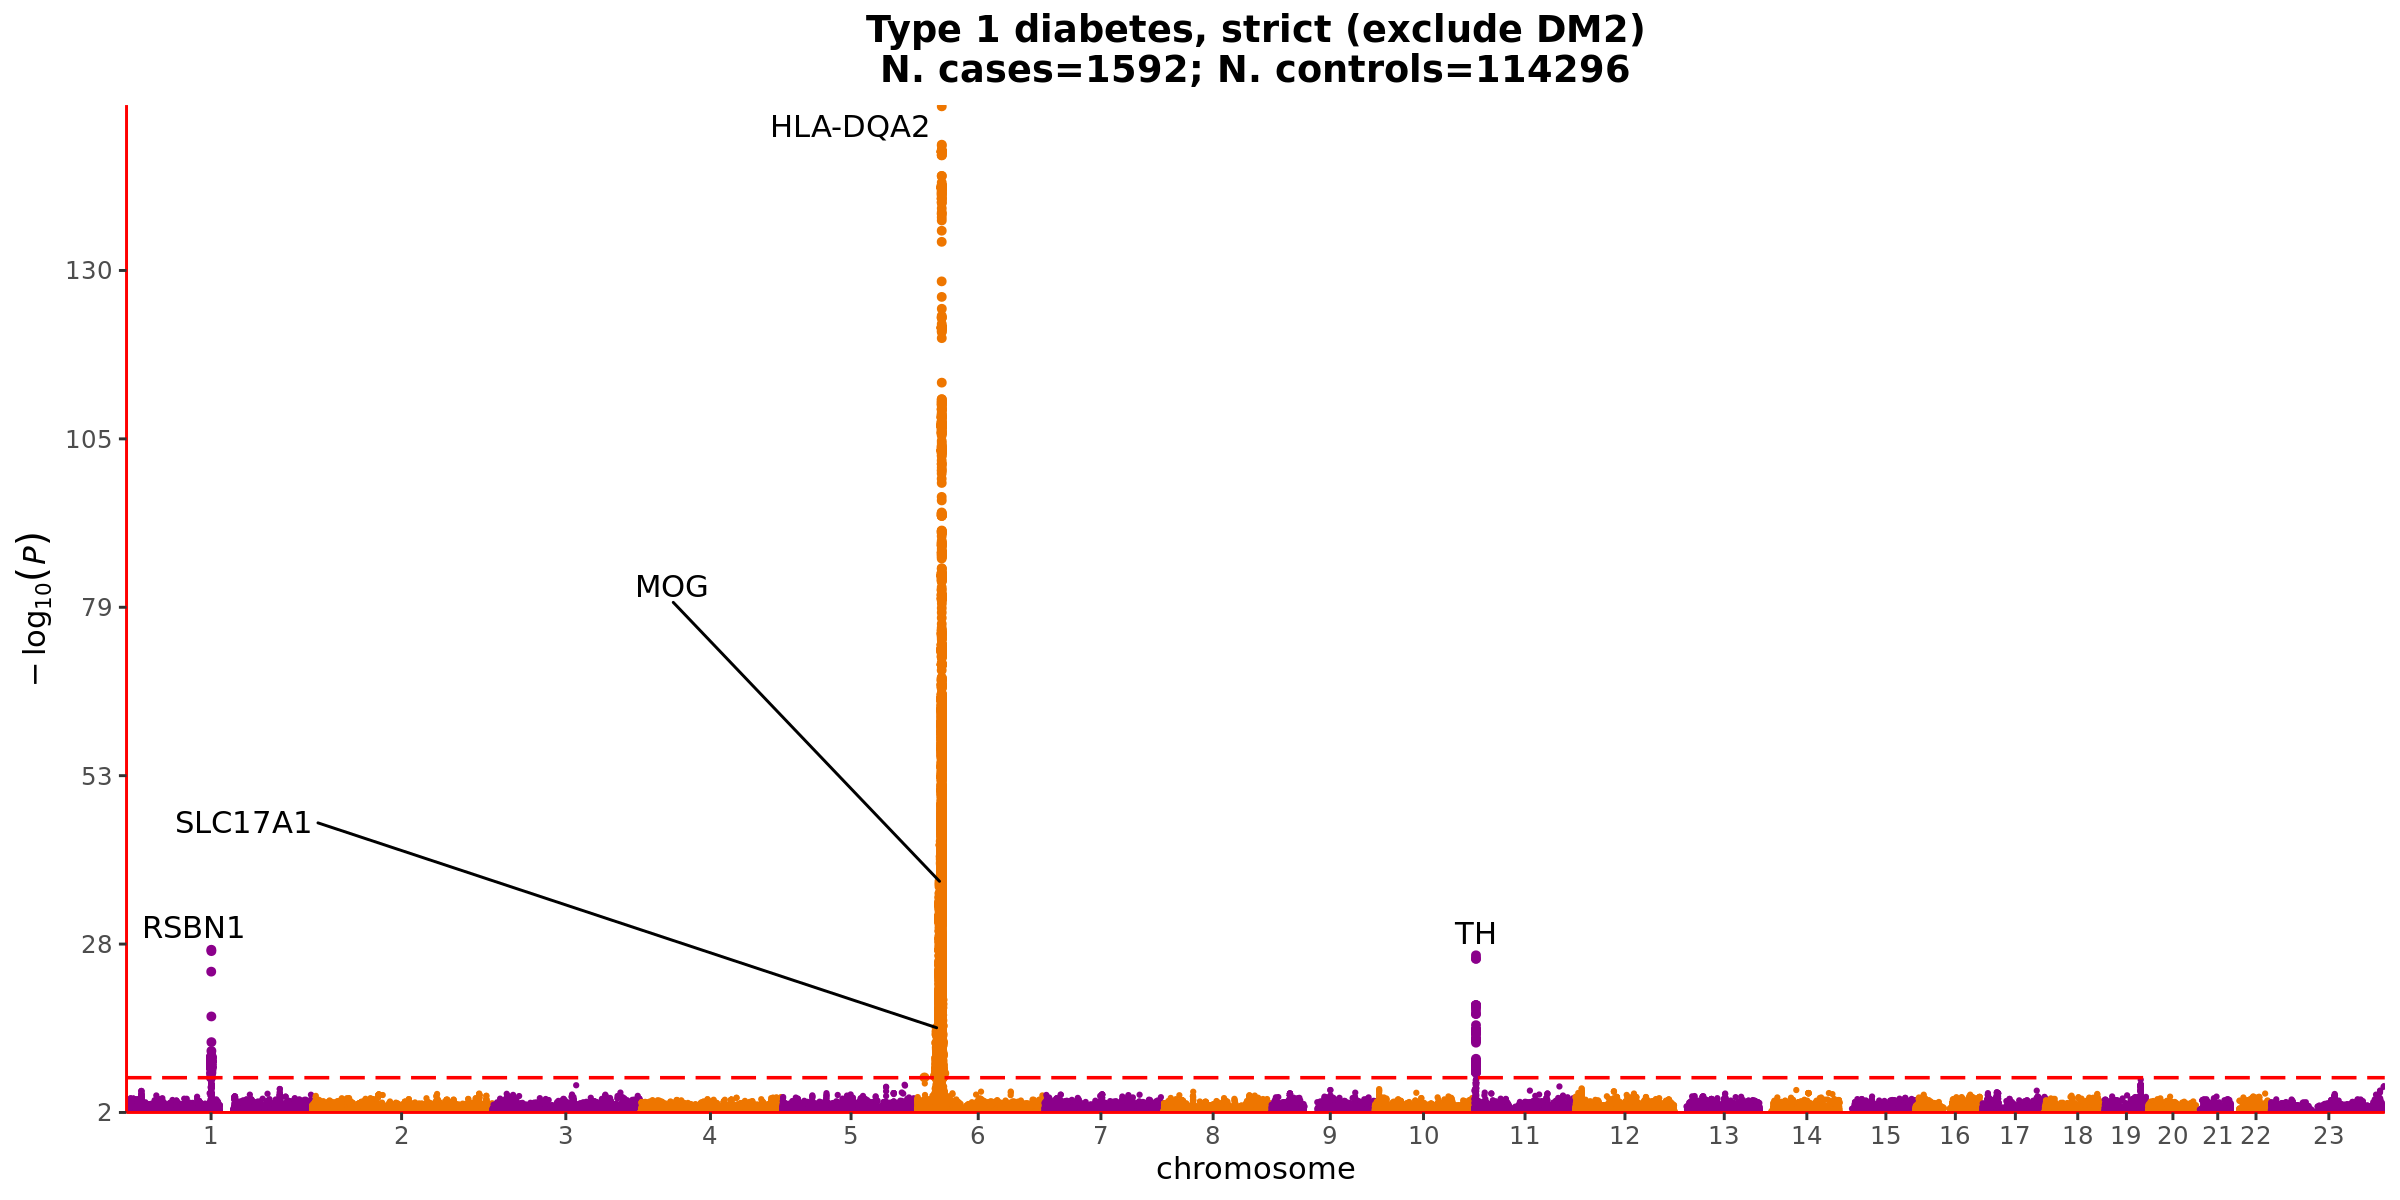 Type 1 diabetes, strict (exclude DM2)
N. cases=1592; N. controls=114296
HLA-DQA2
130
105
MOG
79
53
SLC17A1
RSBN1
TH
28
2
− log10(P)
1 2 3 4 5 6 7 8 9 10 11 12 13 14 15 16 17 18 19 20 21 22 23
chromosome